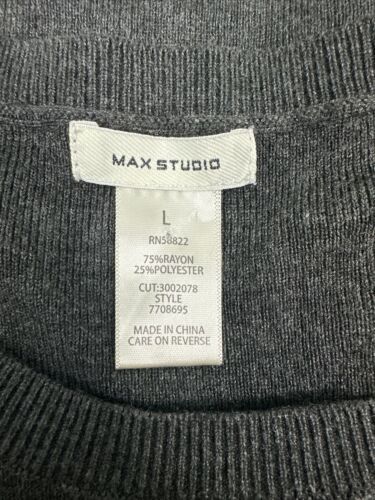 MAX STUDIO
L
RN58822
75%RAYON
25%POLYESTER
CUT:3002078
STYLE
7708695
MADE IN CHINA
CARE ON REVERSE